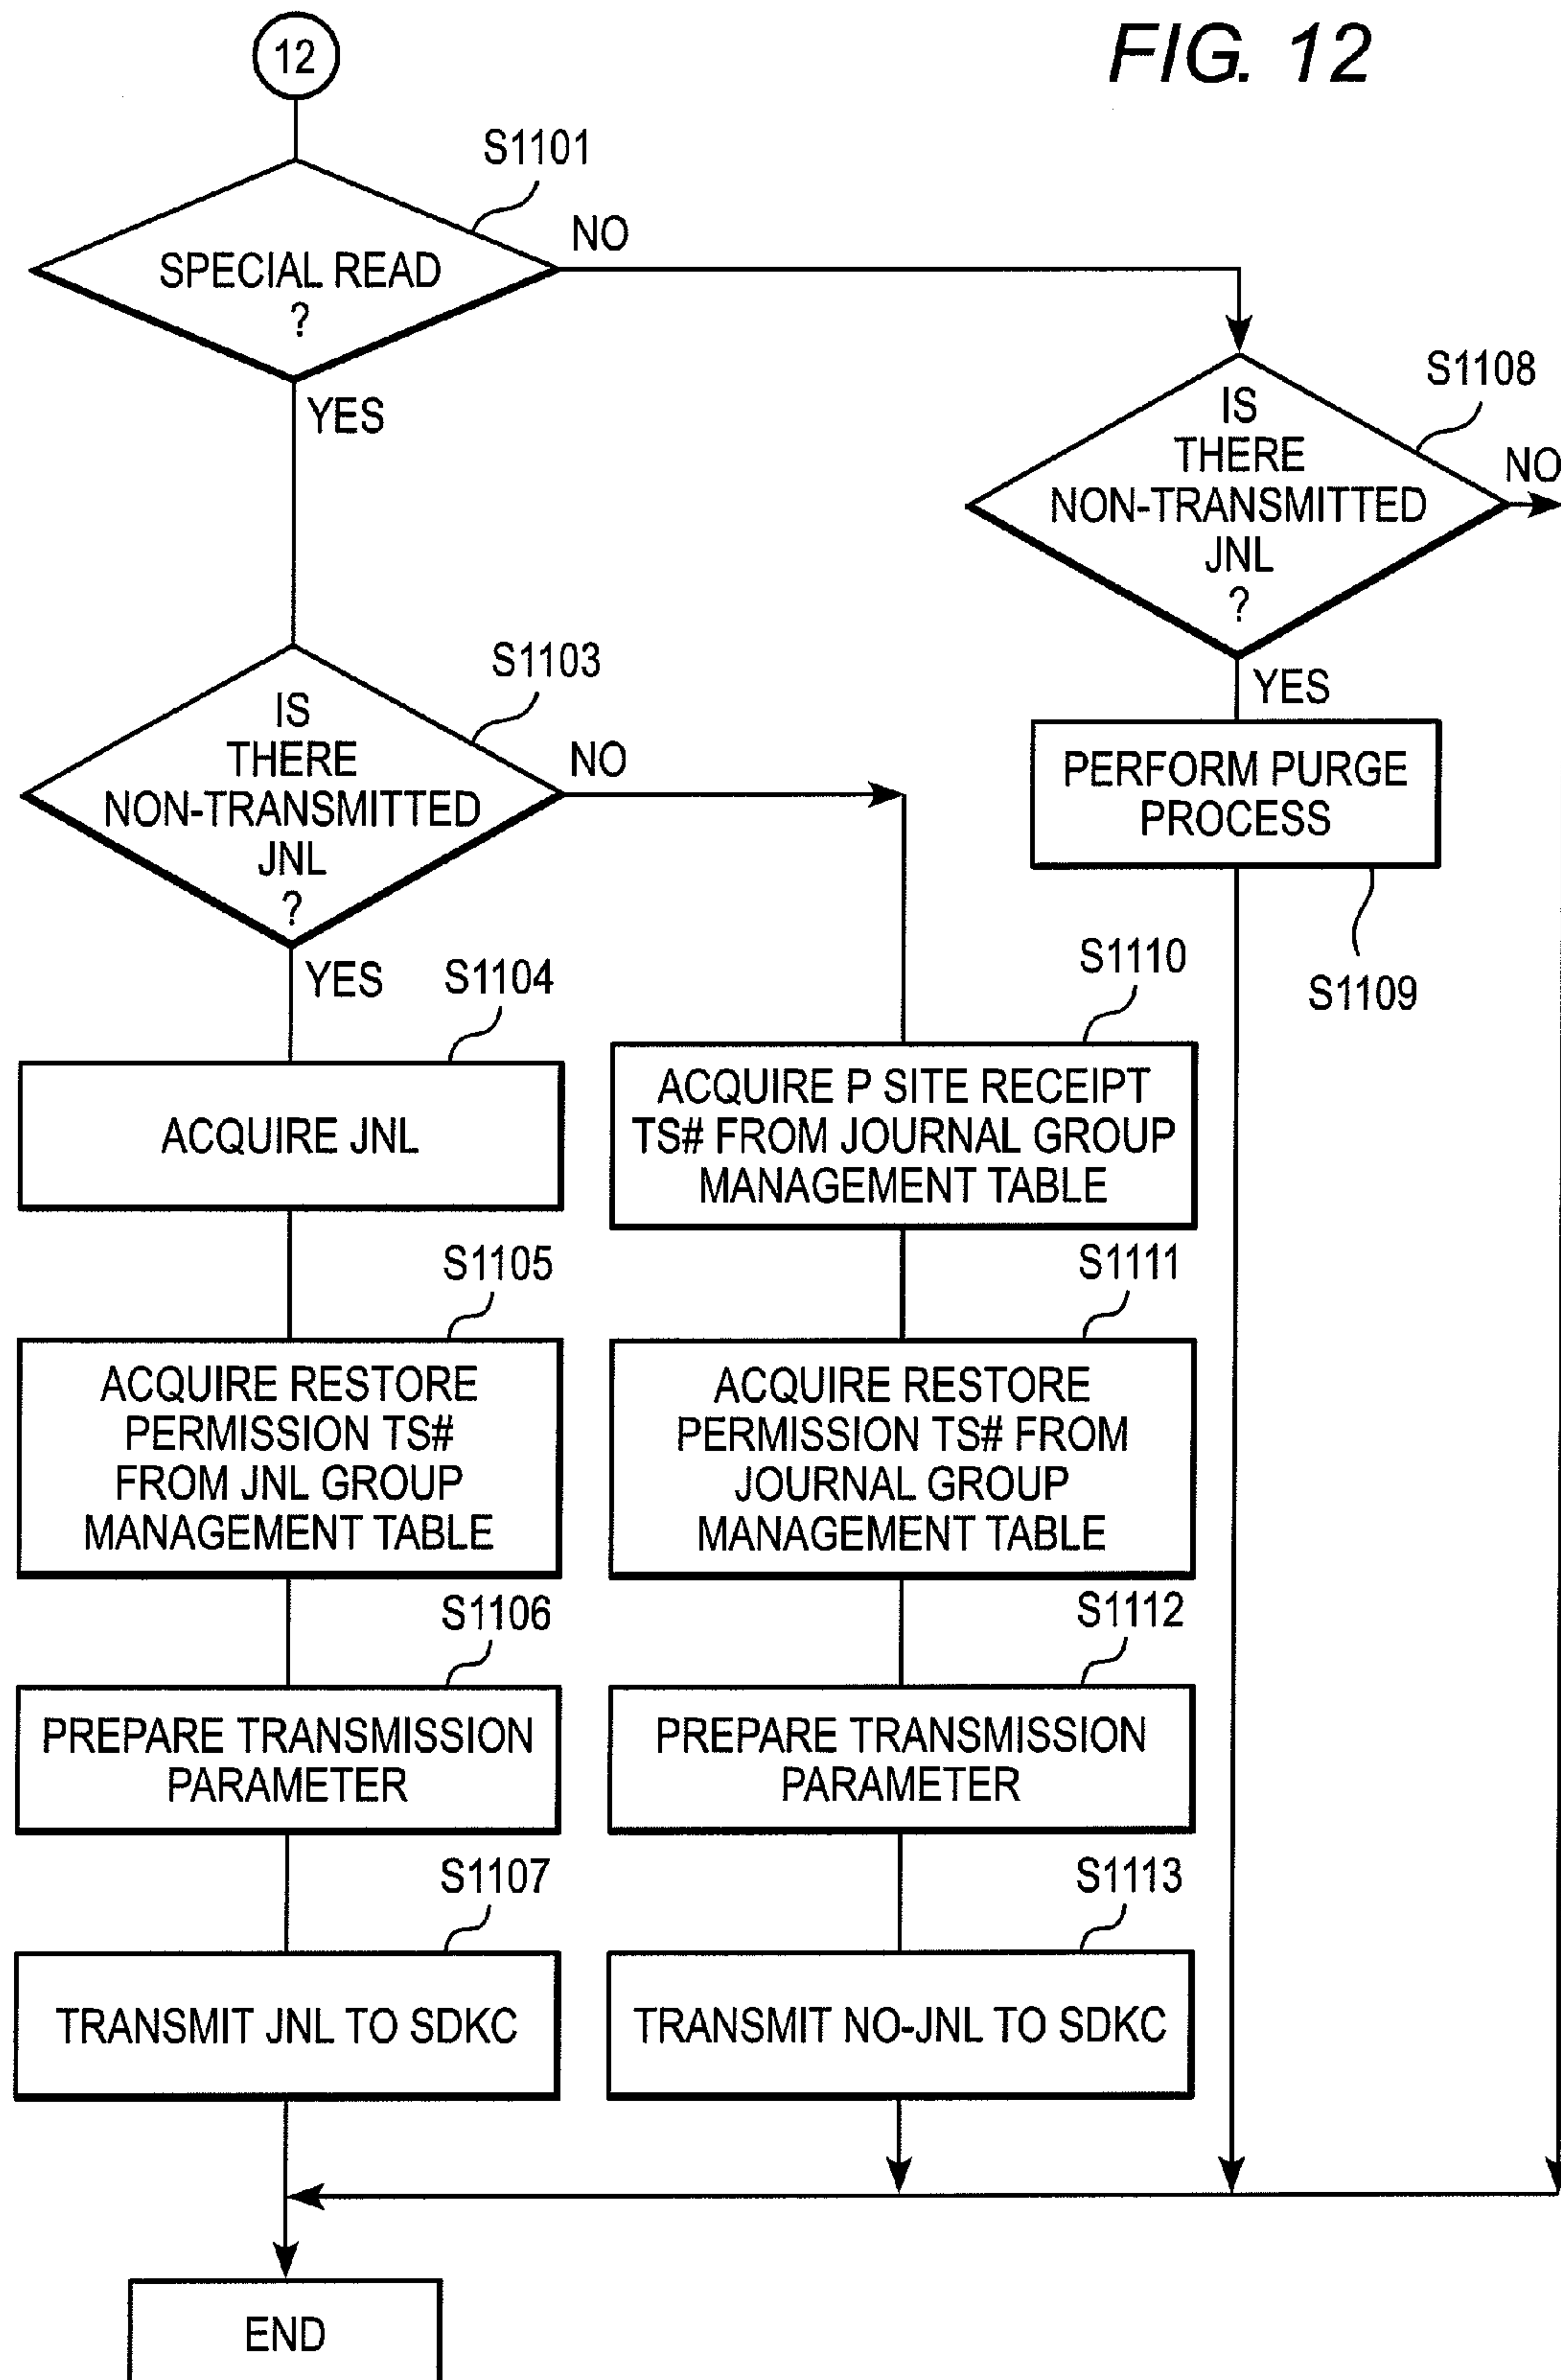 FIG. 12
12
S1101
SPECIAL READ
?
NO
YES
S1108
IS
THERE
NON-TRANSMITTED
JNL
?
NO
YES
S1103
IS
THERE
NON-TRANSMITTED
JNL
?
NO
YES
PERFORM PURGE
PROCESS
S1109
S1104
ACQUIRE JNL
S1110
ACQUIRE P SITE RECEIPT
TS# FROM JOURNAL GROUP
MANAGEMENT TABLE
S1105
ACQUIRE RESTORE
PERMISSION TS#
FROM JNL GROUP
MANAGEMENT TABLE
S1111
ACQUIRE RESTORE
PERMISSION TS# FROM
JOURNAL GROUP
MANAGEMENT TABLE
S1106
PREPARE TRANSMISSION
PARAMETER
S1112
PREPARE TRANSMISSION
PARAMETER
S1107
TRANSMIT JNL TO SDKC
S1113
TRANSMIT NO-JNL TO SDKC
END